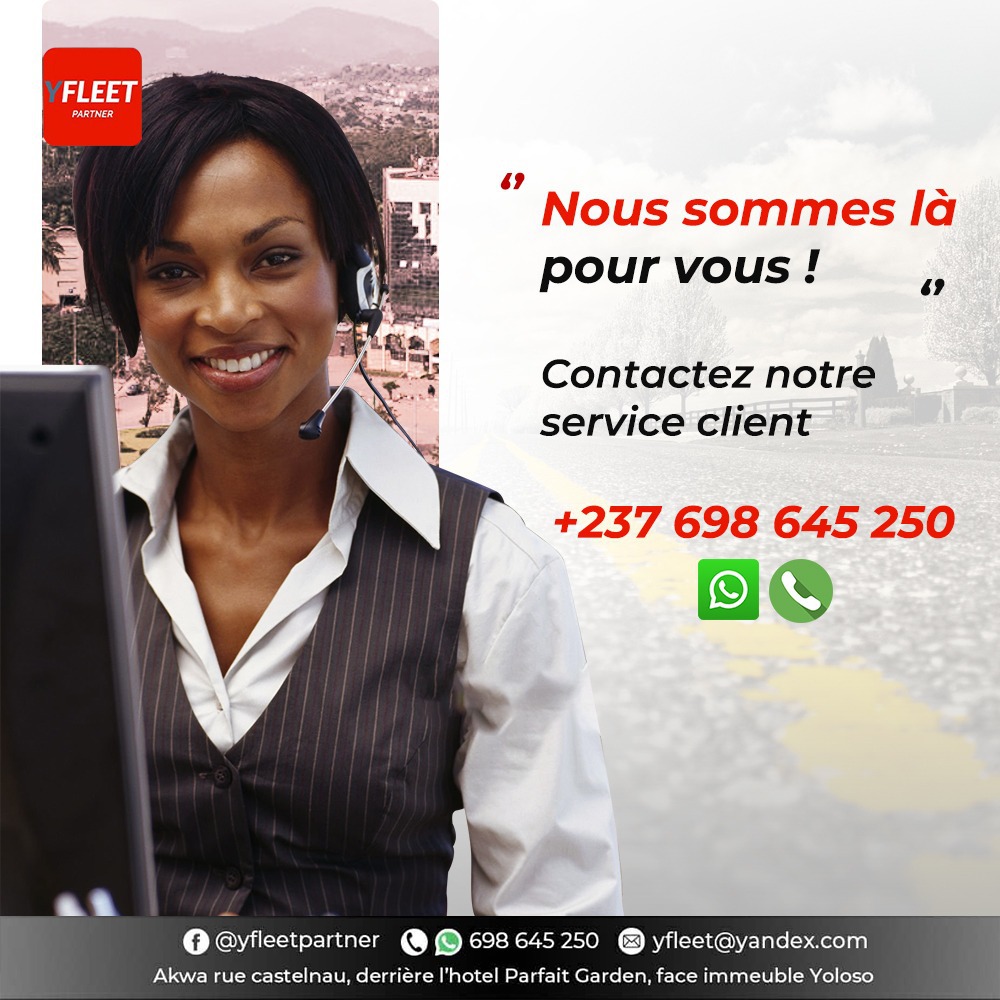 YFLEET
PARTNER
“ Nous sommes là
pour vous ! “
Contactez notre
service client
+237 698 645 250
@yfleetpartner 698 645 250 yfleet@yandex.com
Akwa rue castelnau, derrière l’hotel Parfait Garden, face immeuble Yoloso